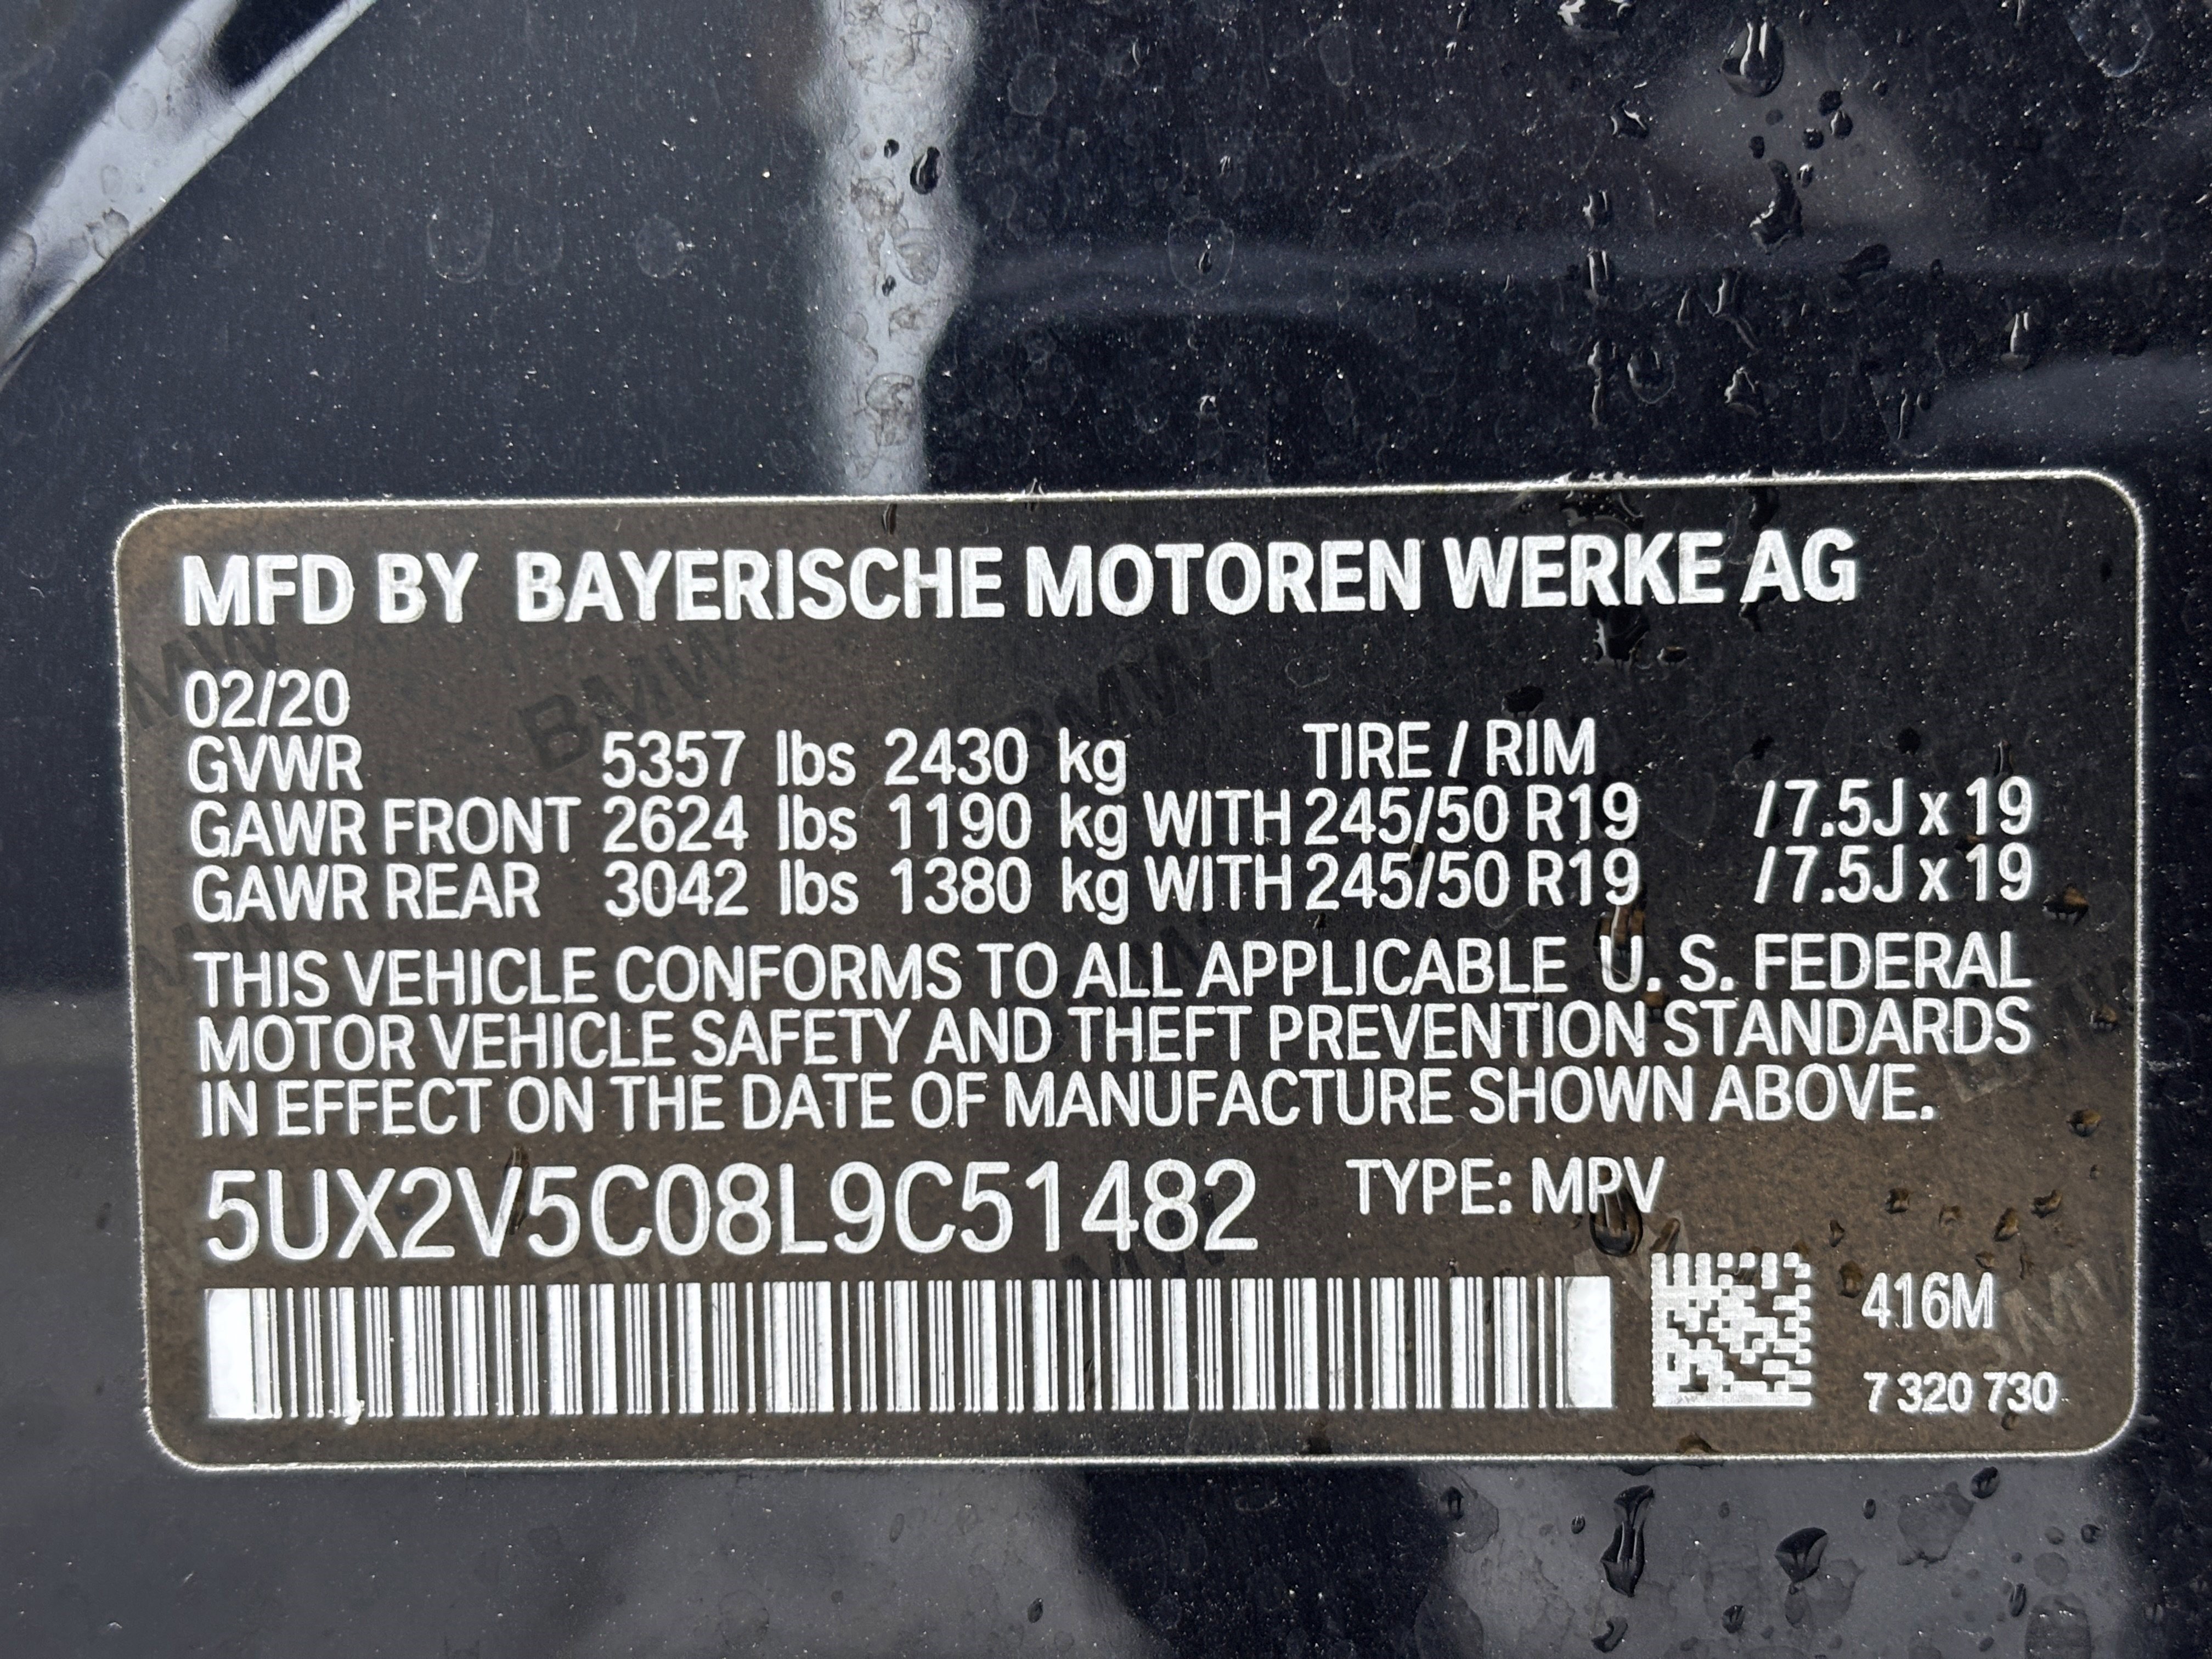 MFD BY BAYERISCHE MOTOREN WERKE AG
02/20
GVWR 5357 lbs 2430 kg TIRE / RIM
GAWR FRONT 2624 lbs 1190 kg WITH 245/50 R19 / 7.5J x 19
GAWR REAR 3042 lbs 1380 kg WITH 245/50 R19 / 7.5J x 19
THIS VEHICLE CONFORMS TO ALL APPLICABLE U. S. FEDERAL
MOTOR VEHICLE SAFETY AND THEFT PREVENTION STANDARDS
IN EFFECT ON THE DATE OF MANUFACTURE SHOWN ABOVE.
5UX2V5C08L9C51482 TYPE: MPV
416M
7 320 730